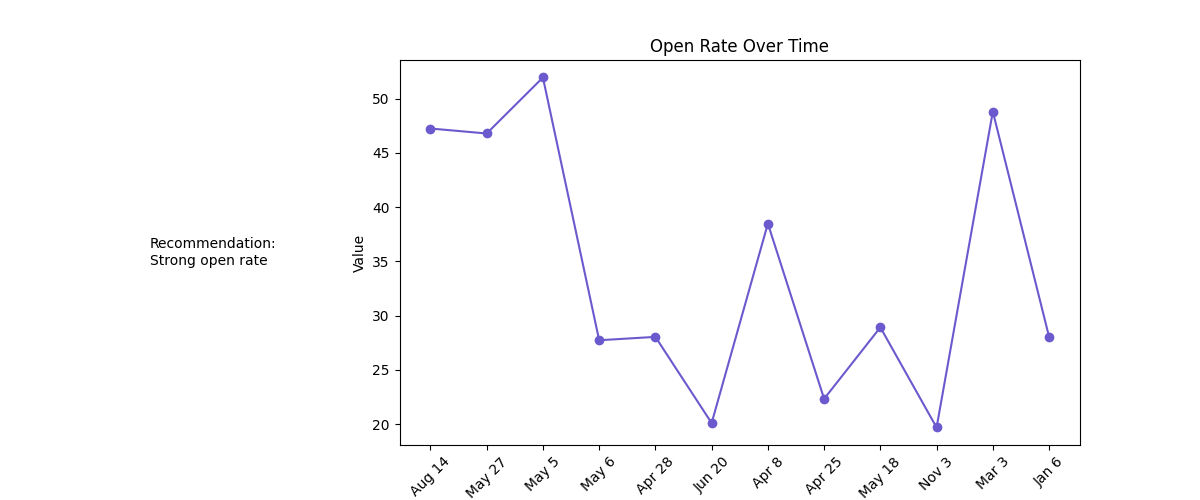 Open Rate Over Time
Recommendation:
Strong open rate
Value
50
45
40
35
30
25
20
Aug 14
May 27
May 5
May 6
Apr 28
Jun 20
Apr 8
Apr 25
May 18
Nov 3
Mar 3
Jan 6